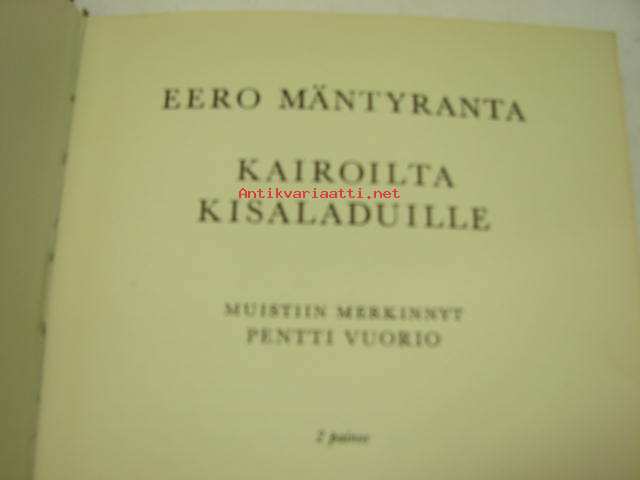 EERO MÄNTYRANTA
KAIROILTA
Antikvariaatti.net
KISALADUILLE
MUISTIIN MERKINNYT
PENTTI VUORIO
2 painos